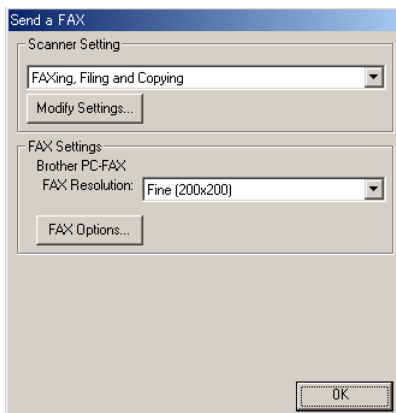 Send a FAX
Scanner Setting
FAXing, Filing and Copying
Modify Settings...
FAX Settings
Brother PC-FAX
FAX Resolution: Fine (200x200)
FAX Options...
OK